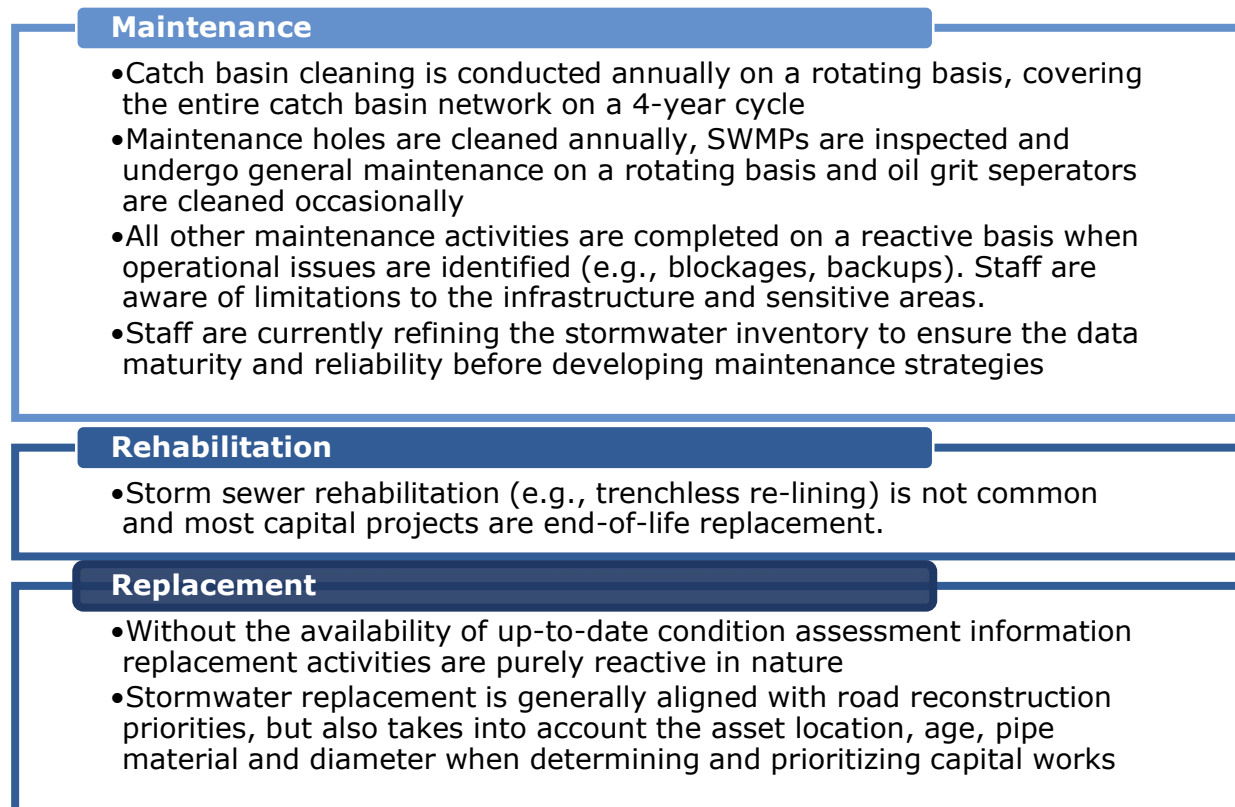 Maintenance
•Catch basin cleaning is conducted annually on a rotating basis, covering
the entire catch basin network on a 4-year cycle
•Maintenance holes are cleaned annually, SWMPs are inspected and
undergo general maintenance on a rotating basis and oil grit seperators
are cleaned occasionally
•All other maintenance activities are completed on a reactive basis when
operational issues are identified (e.g., blockages, backups). Staff are
aware of limitations to the infrastructure and sensitive areas.
•Staff are currently refining the stormwater inventory to ensure the data
maturity and reliability before developing maintenance strategies
Rehabilitation
•Storm sewer rehabilitation (e.g., trenchless re-lining) is not common
and most capital projects are end-of-life replacement.
Replacement
•Without the availability of up-to-date condition assessment information
replacement activities are purely reactive in nature
•Stormwater replacement is generally aligned with road reconstruction
priorities, but also takes into account the asset location, age, pipe
material and diameter when determining and prioritizing capital works